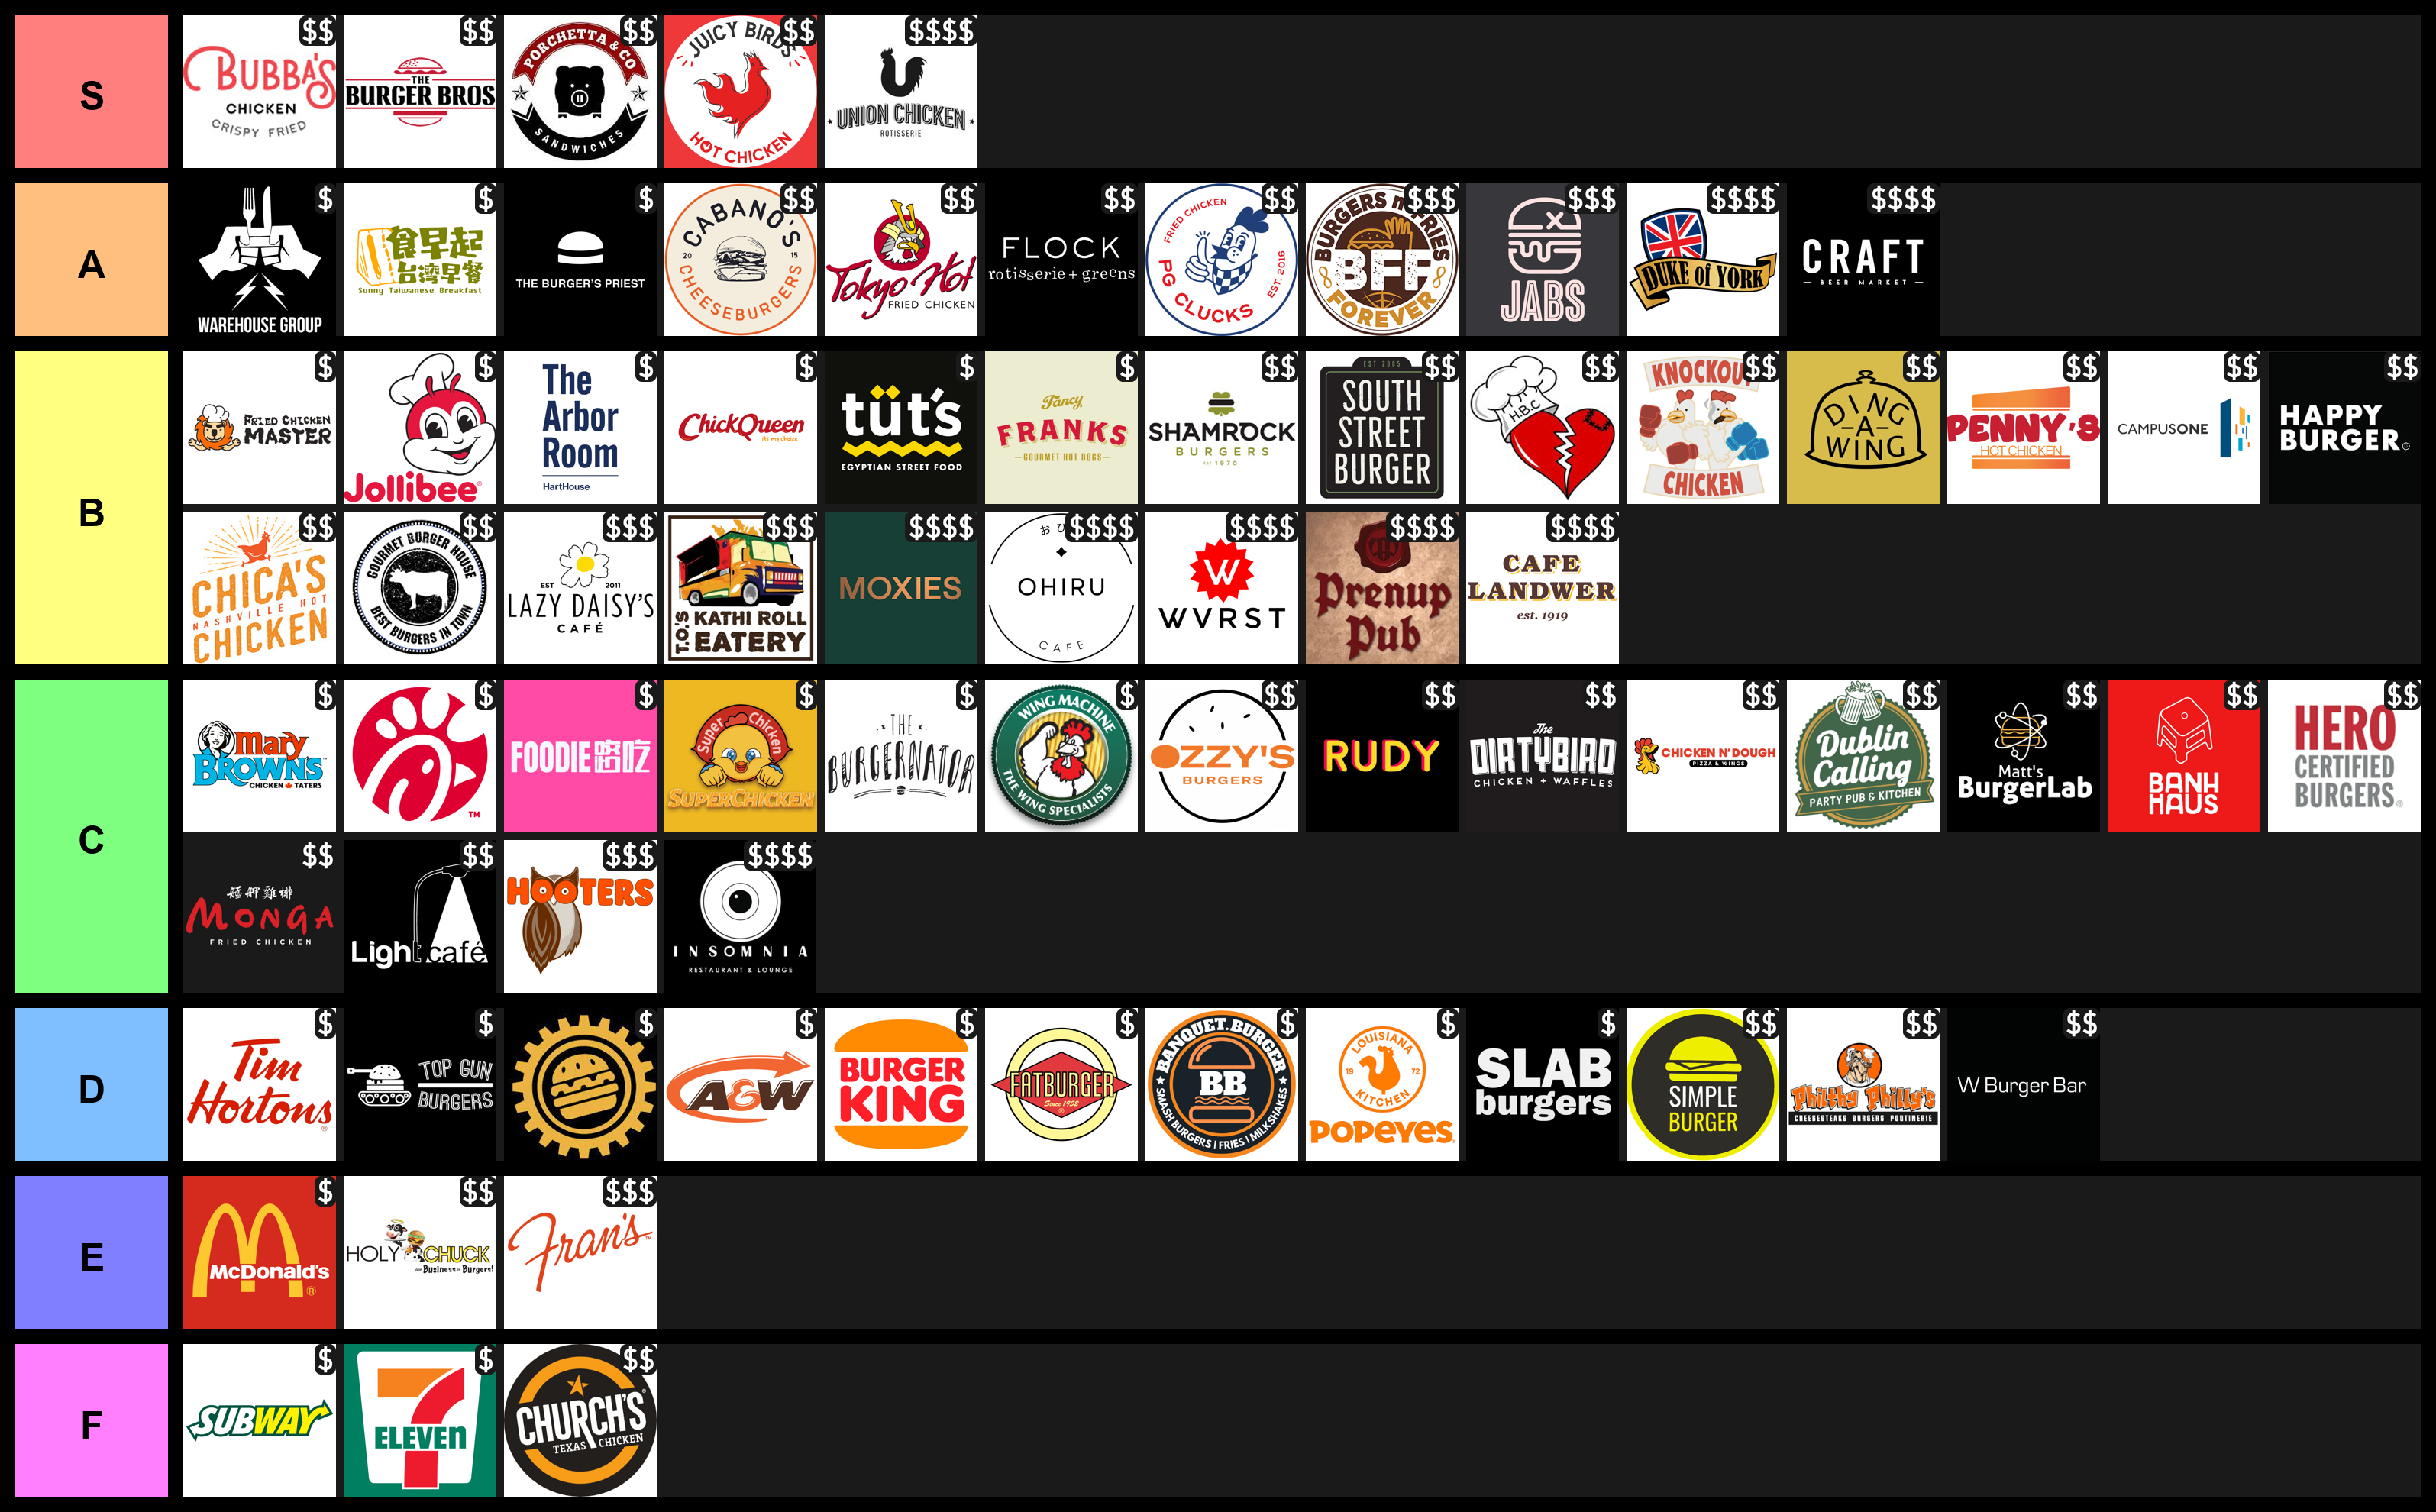 S
$$
BUBBA'S
CHICKEN
CRISPY FRIED
$$
THE
BURGER BROS
$$
PORCHETTA & CO
SANDWICHES
$$
JUICY BIRDS
HOT CHICKEN
$$$$
UNION CHICKEN
ROTISSERIE
A
$
WAREHOUSE GROUP
$
食早起
台湾早餐
Sunny Taiwanese Breakfast
$
THE BURGER'S PRIEST
$$
CABANO'S
20 15
CHEESEBURGERS
$$
Tokyo Hot
FRIED CHICKEN
$$
FLOCK
rotisserie + greens
$$
FRIED CHICKEN
PG CLUCKS
EST. 2016
$$$
BURGERS n' FRIES
BFF
FOREVER
$$$
JABS
$$$$
DUKE of YORK
$$$$
CRAFT
BEER MARKET
B
$
FRIED CHICKEN
MASTER
$
Jollibee
$
The
Arbor
Room
HartHouse
$
ChickQueen
it's my choice
$
tüt's
EGYPTIAN STREET FOOD
$
Fancy
FRANKS
GOURMET HOT DOGS
$$
SHAMROCK
BURGERS
EST 1970
$$
EST 2005
SOUTH
STREET
BURGER
$$
H.B.C
$$
KNOCKOUT
CHICKEN
$$
DING
-A-
WING
$$
PENNY'S
HOT CHICKEN
$$
CAMPUSONE
$$
HAPPY
BURGER
$$
CHICA'S
NASHVILLE HOT
CHICKEN
$$
GOURMET BURGER HOUSE
BEST BURGERS IN TOWN
$$$
EST 2011
LAZY DAISY'S
CAFÉ
$$$
T.O.'S
KATHI ROLL
EATERY
$$$$
MOXIES
$$$$
おひ
OHIRU
CAFE
$$$$
W
WVRST
$$$$
Prenup
Pub
$$$$
CAFE
LANDWER
est. 1919
C
$
mary
BROWN'S
CHICKEN TATERS
$
TM
$
FOODIE
$
Super Chicken
SUPERCHICKEN
$
THE
BURGERNATOR
$
WING MACHINE
THE WING SPECIALISTS
$$
OZZY'S
BURGERS
$$
RUDY
$$
The
DIRTYBIRD
CHICKEN + WAFFLES
$$
CHICKEN N' DOUGH
PIZZA & WINGS
$$
Dublin
Calling
PARTY PUB & KITCHEN
$$
Matt's
BurgerLab
$$
BANH
HAUS
$$
HERO
CERTIFIED
BURGERS
$$
艋舺雞排
MONGA
FRIED CHICKEN
$$
Light café
$$$
HOOTERS
$$$$
INSOMNIA
RESTAURANT & LOUNGE
D
$
Tim
Hortons
$
TOP GUN
BURGERS
$
$
A&W
$
BURGER
KING
$
FATBURGER
Since 1952
$
BANQUET BURGER
BB
SMASH BURGERS | FRIES | MILKSHAKES
$
LOUISIANA
19 72
KITCHEN
POPEYES
$
SLAB
burgers
$$
SIMPLE
BURGER
$$
Philthy Philly's
CHEESESTEAKS BURGERS POUTINERIE
$$
W Burger Bar
E
$
McDonald's
$$
HOLY CHUCK
our Business is Burgers!
$$$
Fran's
F
$
SUBWAY
$
7
ELEVEn
$$
CHURCH'S
TEXAS CHICKEN